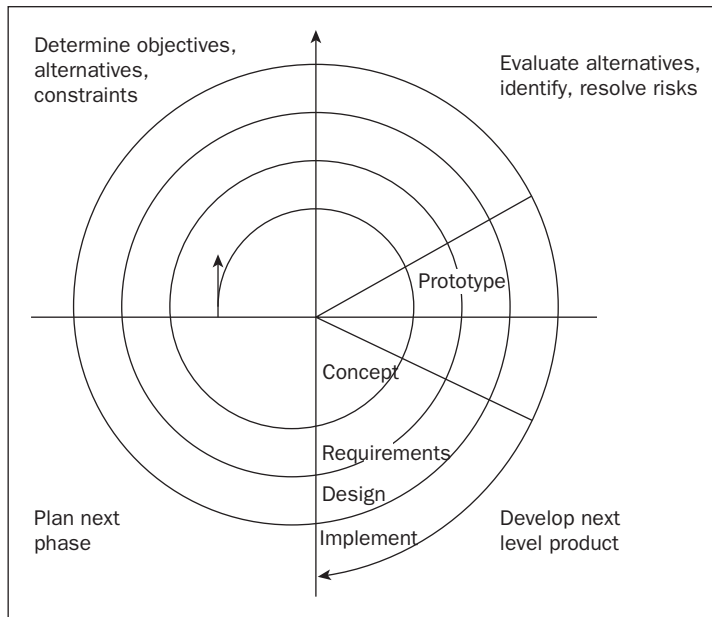 Determine objectives,
alternatives,
constraints
Evaluate alternatives,
identify, resolve risks
Prototype
Concept
Requirements
Design
Implement
Plan next
phase
Develop next
level product